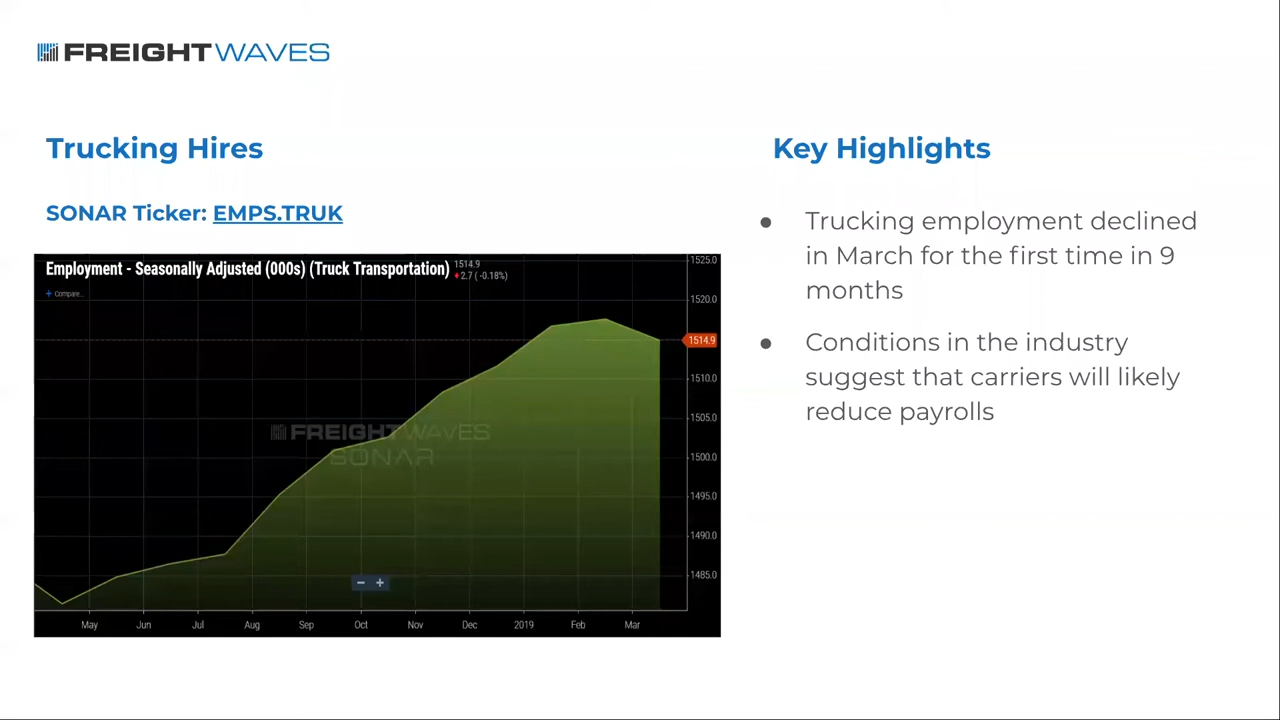 FREIGHTWAVES
Trucking Hires
SONAR Ticker: EMPS.TRUK
Employment - Seasonally Adjusted (000s) (Truck Transportation)
1514.9
2.7 ( -0.18%)
+ Compare...
1525.0
1520.0
1514.9
1510.0
1505.0
1500.0
1495.0
1490.0
1485.0
FREIGHTWAVES
SONAR
− +
May Jun Jul Aug Sep Oct Nov Dec 2019 Feb Mar
Key Highlights
● Trucking employment declined
in March for the first time in 9
months
● Conditions in the industry
suggest that carriers will likely
reduce payrolls